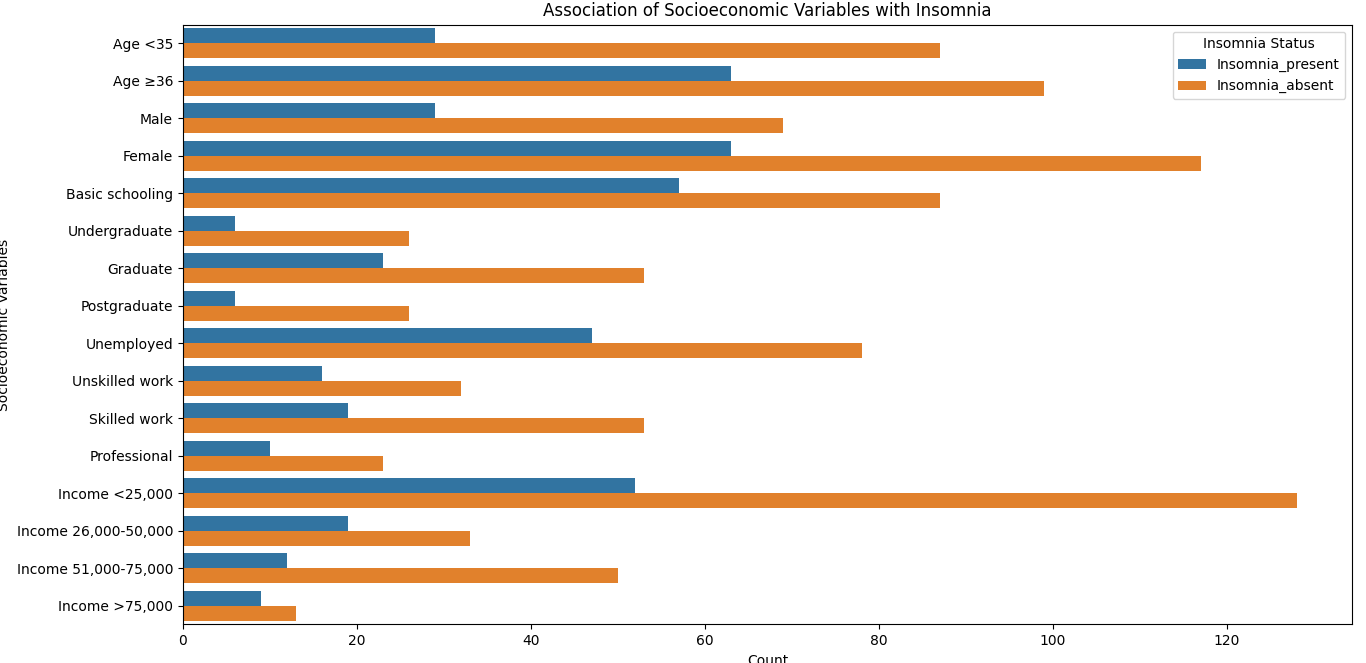 Association of Socioeconomic Variables with Insomnia
Insomnia Status
Insomnia_present
Insomnia_absent
Age <35
Age ≥36
Male
Female
Basic schooling
Undergraduate
Graduate
Postgraduate
Unemployed
Unskilled work
Skilled work
Professional
Income <25,000
Income 26,000-50,000
Income 51,000-75,000
Income >75,000
Socioeconomic Variables
0 20 40 60 80 100 120
Count